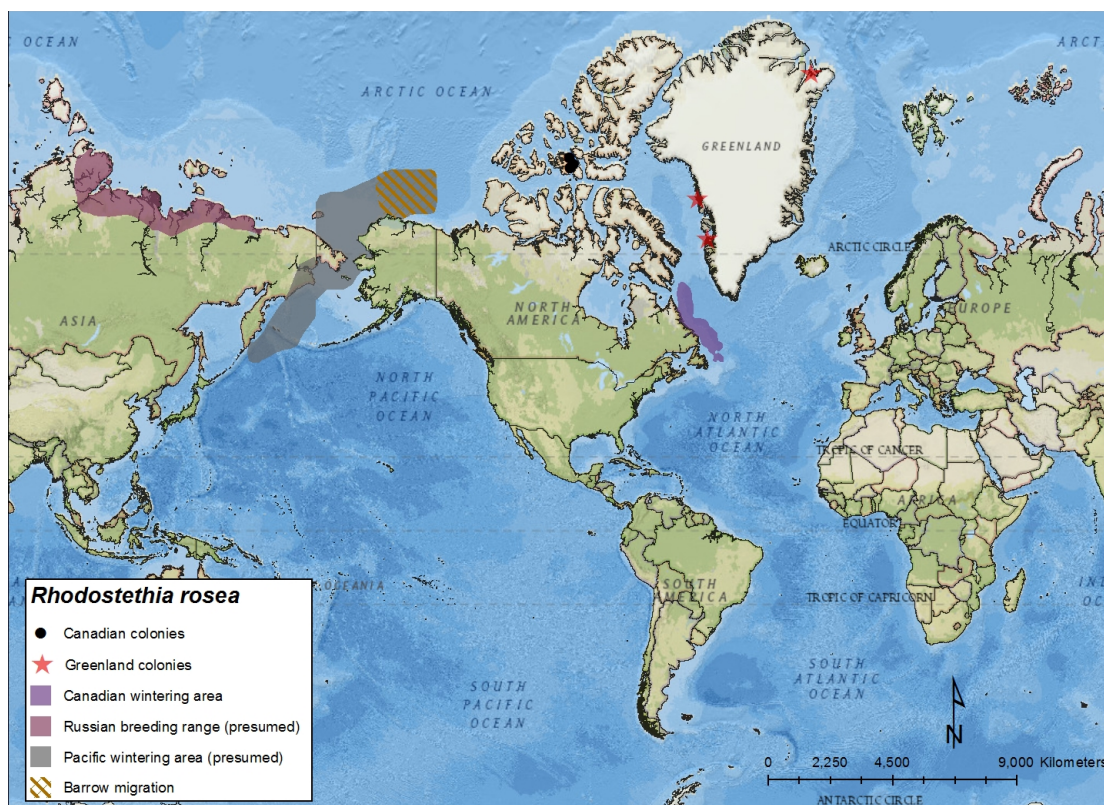 C OCEAN
ARCTIC OCEAN
ARCT
GREENLAND
ARCTIC CIRCLE
ASIA
NORTH
AMERICA
EUROPE
NORTH
PACIFIC
OCEAN
NORTH
ATLANTIC
OCEAN
TROPIC OF CANCER
AFRICA
EQUATOR
OCEANIA
SOUTH
AMERICA
TROPIC OF CAPRICORN
IND
OC
SOUTH
PACIFIC
OCEAN
SOUTH
ATLANTIC
OCEAN
N
0 2,250 4,500 9,000 Kilometers
ANTARCTIC CIRCLE
Rhodostethia rosea
Canadian colonies
Greenland colonies
Canadian wintering area
Russian breeding range (presumed)
Pacific wintering area (presumed)
Barrow migration